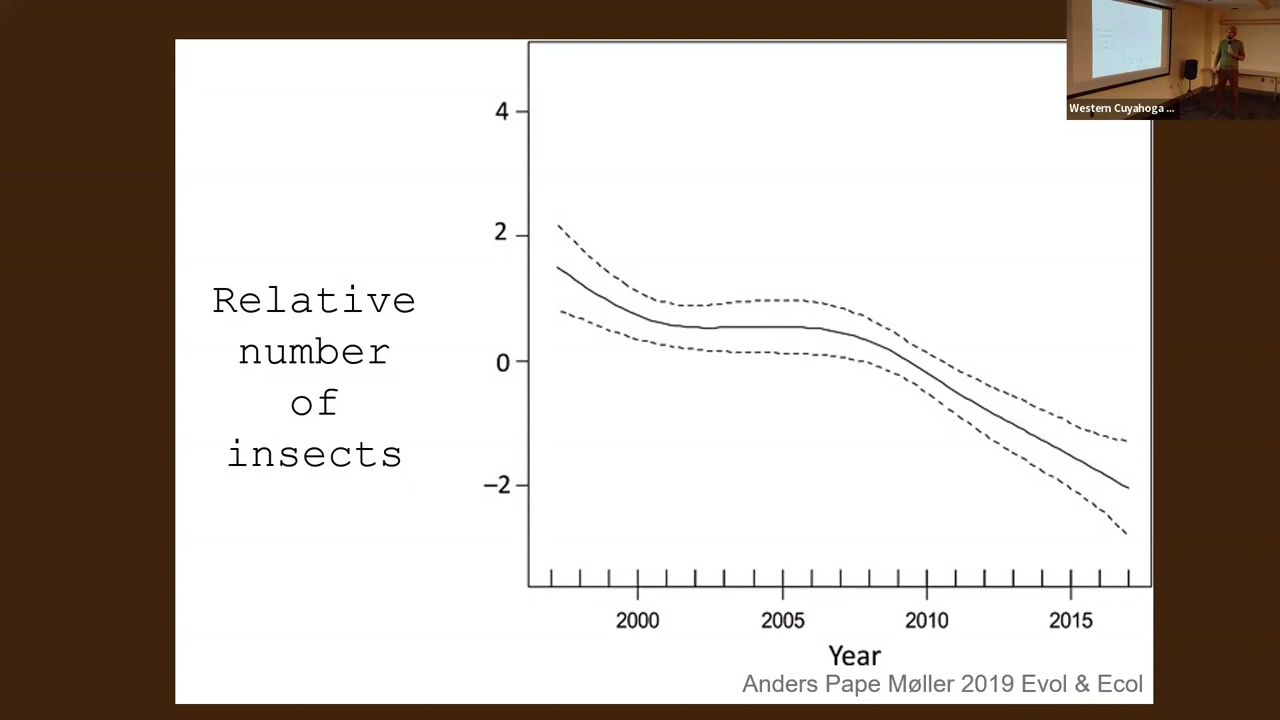 Western Cuyahoga ...
4
2
0
−2
Relative
number
of
insects
2000 2005 2010 2015
Year
Anders Pape Møller 2019 Evol & Ecol